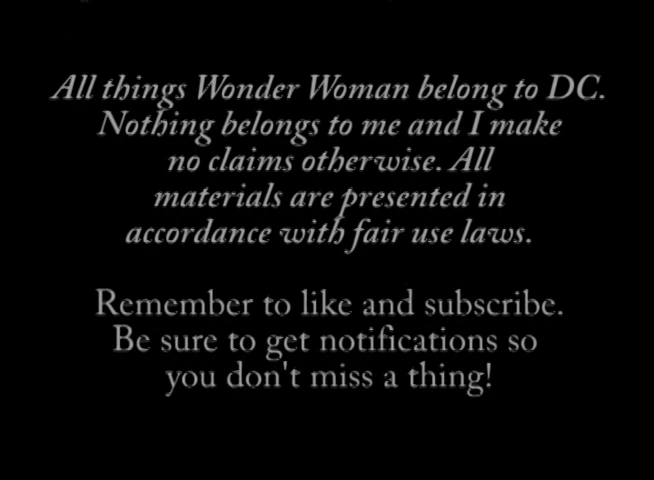 All things Wonder Woman belong to DC.
Nothing belongs to me and I make
no claims otherwise. All
materials are presented in
accordance with fair use laws.
Remember to like and subscribe.
Be sure to get notifications so
you don't miss a thing!